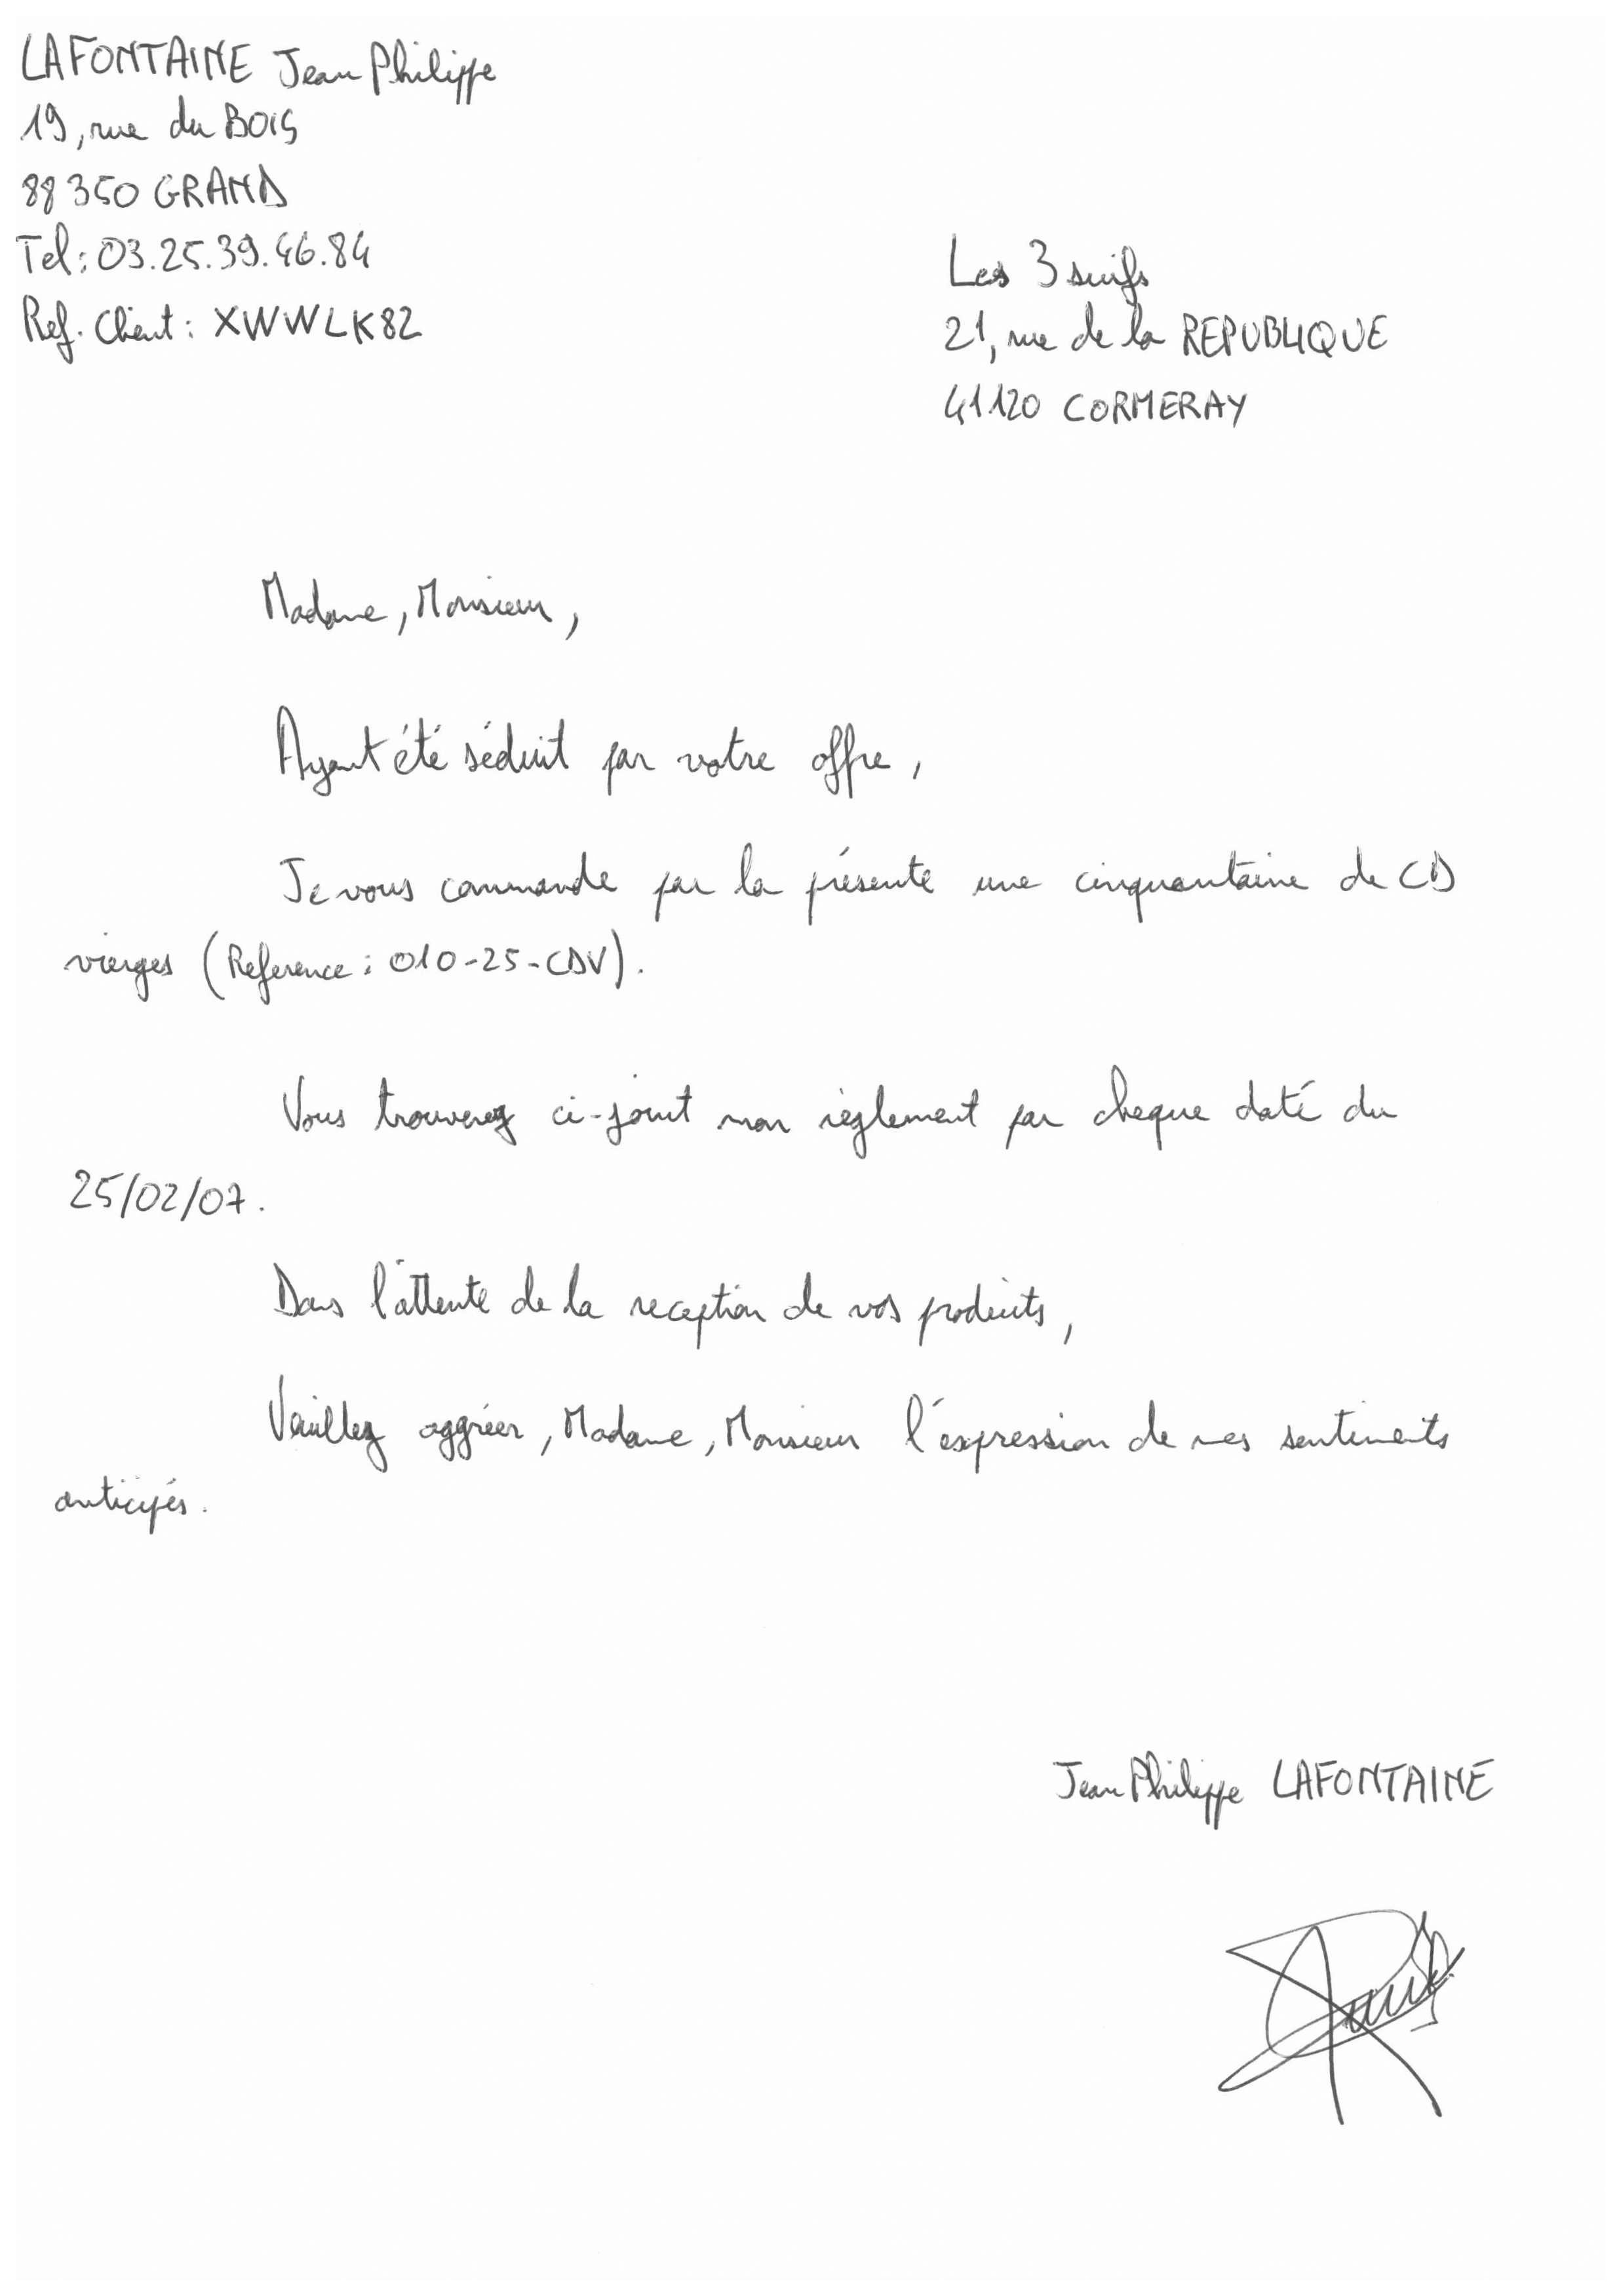 LAFONTAINE Jean Philippe
19, rue du BOIS
88350 GRAND
Tel: 03.25.39.46.84
Ref. Client: XWWLK82
Les 3 suifs
21, rue de la REPUBLIQUE
41120 CORMERAY
Madame, Monsieur,
Ayant été séduit par votre offre,
Je vous commande par la présente une cinquantaine de CD
vierges (Reference: 010-25-CDV).
Vous trouverez ci-joint mon règlement par cheque daté du
25/02/07.
Dans l'attente de la reception de vos produits,
Veuillez aggréer, Madame, Monsieur l'expression de mes sentiments
anticipés.
Jean Philippe LAFONTAINE